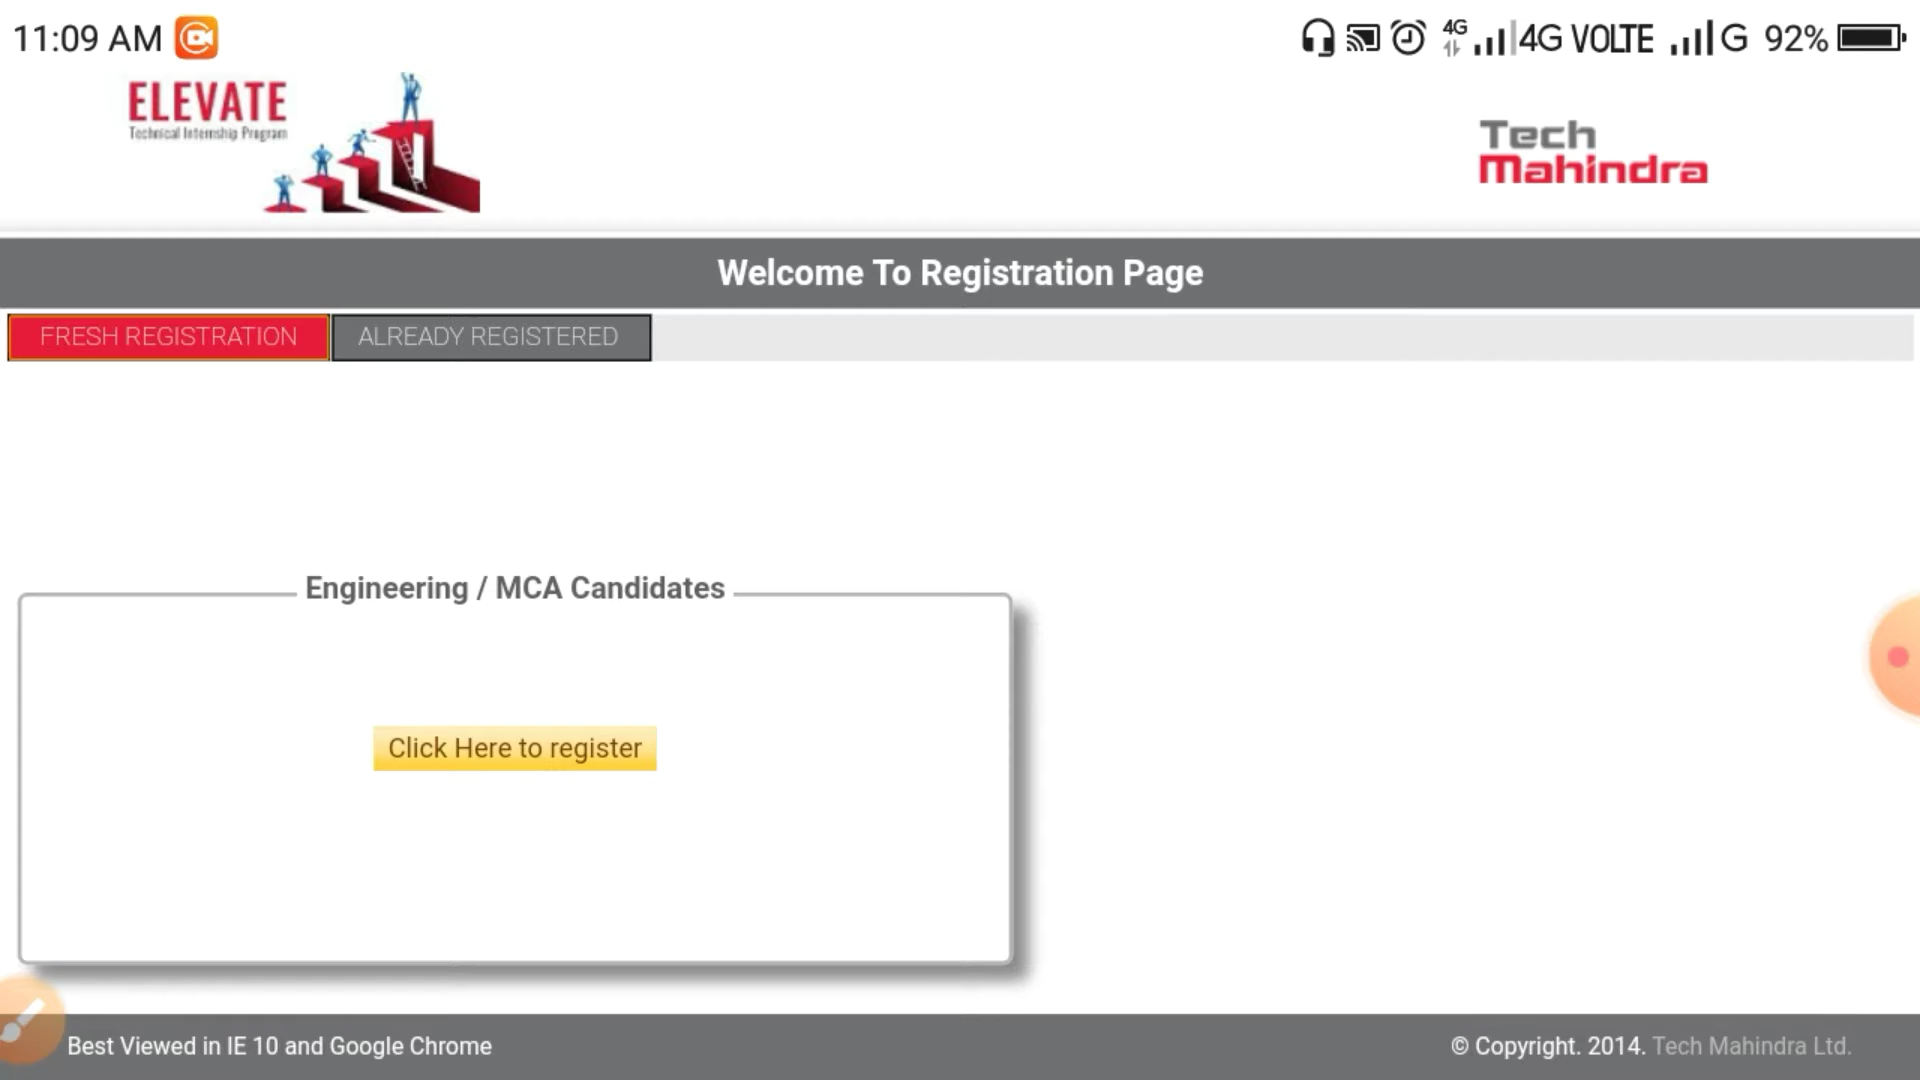 11:09 AM
4G 4G VOLTE G 92%
ELEVATE
Technical Internship Program
Tech
Mahindra
Welcome To Registration Page
FRESH REGISTRATION ALREADY REGISTERED
Engineering / MCA Candidates
Click Here to register
Best Viewed in IE 10 and Google Chrome © Copyright. 2014. Tech Mahindra Ltd.